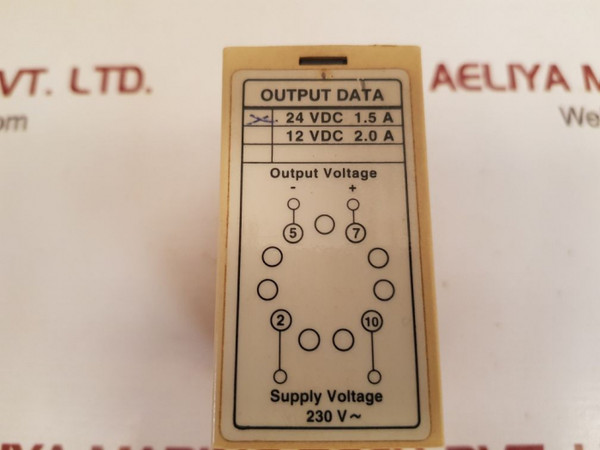 VT. LTD.
AELIYA M
om
We
OUTPUT DATA
24 VDC 1.5 A
12 VDC 2.0 A
Output Voltage
- +
5 7
2 10
Supply Voltage
230 V ~